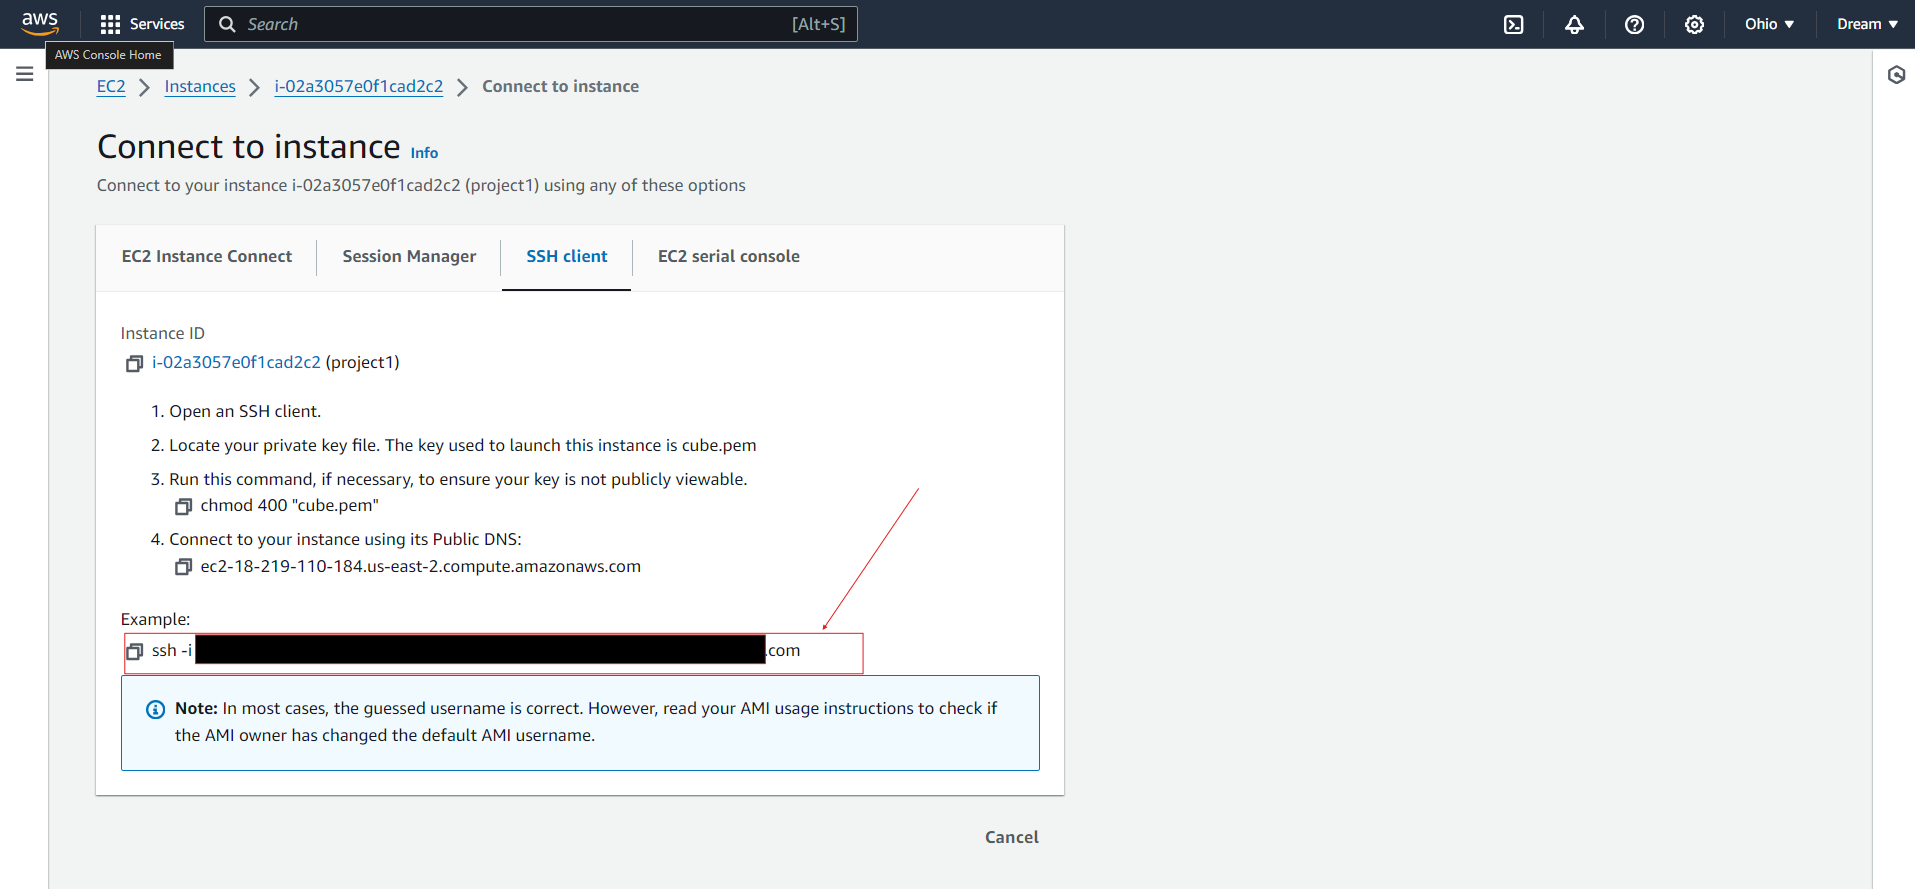 aws
Services
Search
[Alt+S]
Ohio
Dream
AWS Console Home
EC2 Instances i-02a3057e0f1cad2c2 Connect to instance
Connect to instance Info
Connect to your instance i-02a3057e0f1cad2c2 (project1) using any of these options
EC2 Instance Connect
Session Manager
SSH client
EC2 serial console
Instance ID
i-02a3057e0f1cad2c2 (project1)
1. Open an SSH client.
2. Locate your private key file. The key used to launch this instance is cube.pem
3. Run this command, if necessary, to ensure your key is not publicly viewable.
chmod 400 "cube.pem"
4. Connect to your instance using its Public DNS:
ec2-18-219-110-184.us-east-2.compute.amazonaws.com
Example:
ssh -i .com
Note: In most cases, the guessed username is correct. However, read your AMI usage instructions to check if
the AMI owner has changed the default AMI username.
Cancel